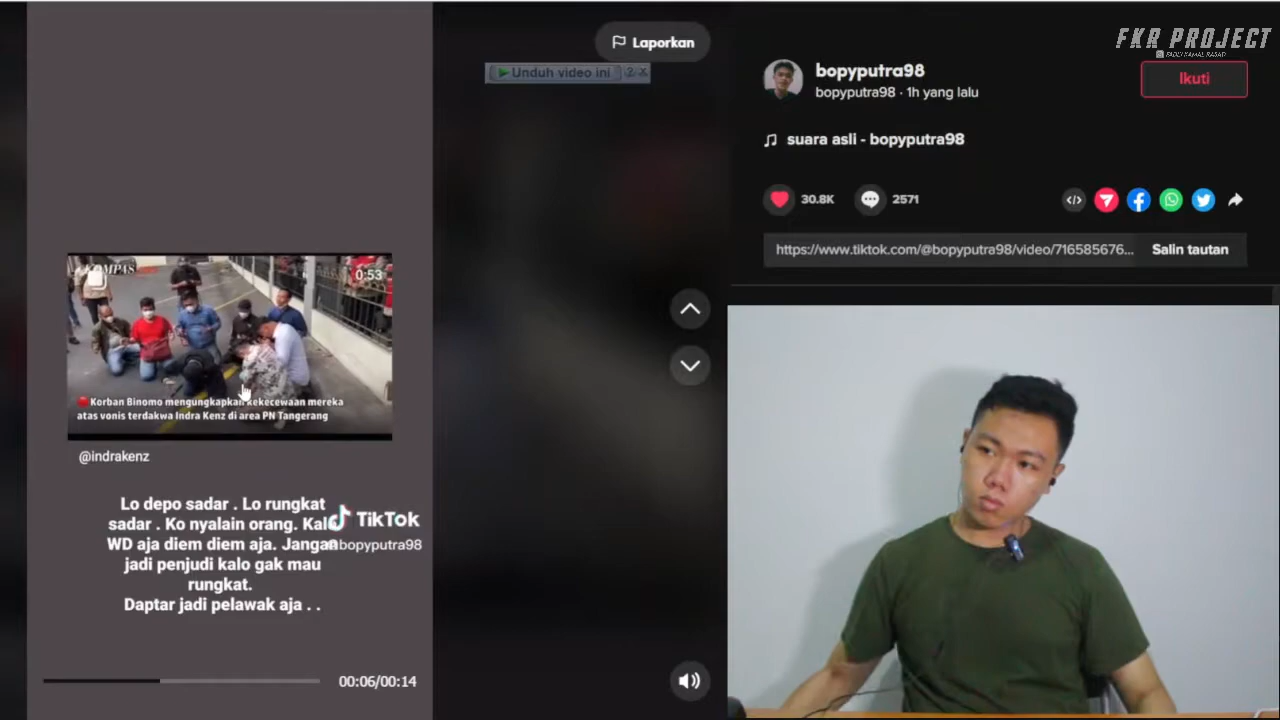 FKR PROJECT
FADLY KAMAL RASAD
Laporkan
Unduh video ini
? X
bopyputra98
bopyputra98 · 1h yang lalu
Ikuti
suara asli - bopyputra98
30.8K
2571
https://www.tiktok.com/@bopyputra98/video/716585676...
Salin tautan
KOMPAS
0:53
Korban Binomo mengungkapkan kekecewaan mereka
atas vonis terdakwa Indra Kenz di area PN Tangerang
@indrakenz
Lo depo sadar . Lo rungkat
sadar . Ko nyalain orang. Kalo
WD aja diem diem aja. Jangan
jadi penjudi kalo gak mau
rungkat.
Daptar jadi pelawak aja . .
TikTok
@bopyputra98
00:06/00:14